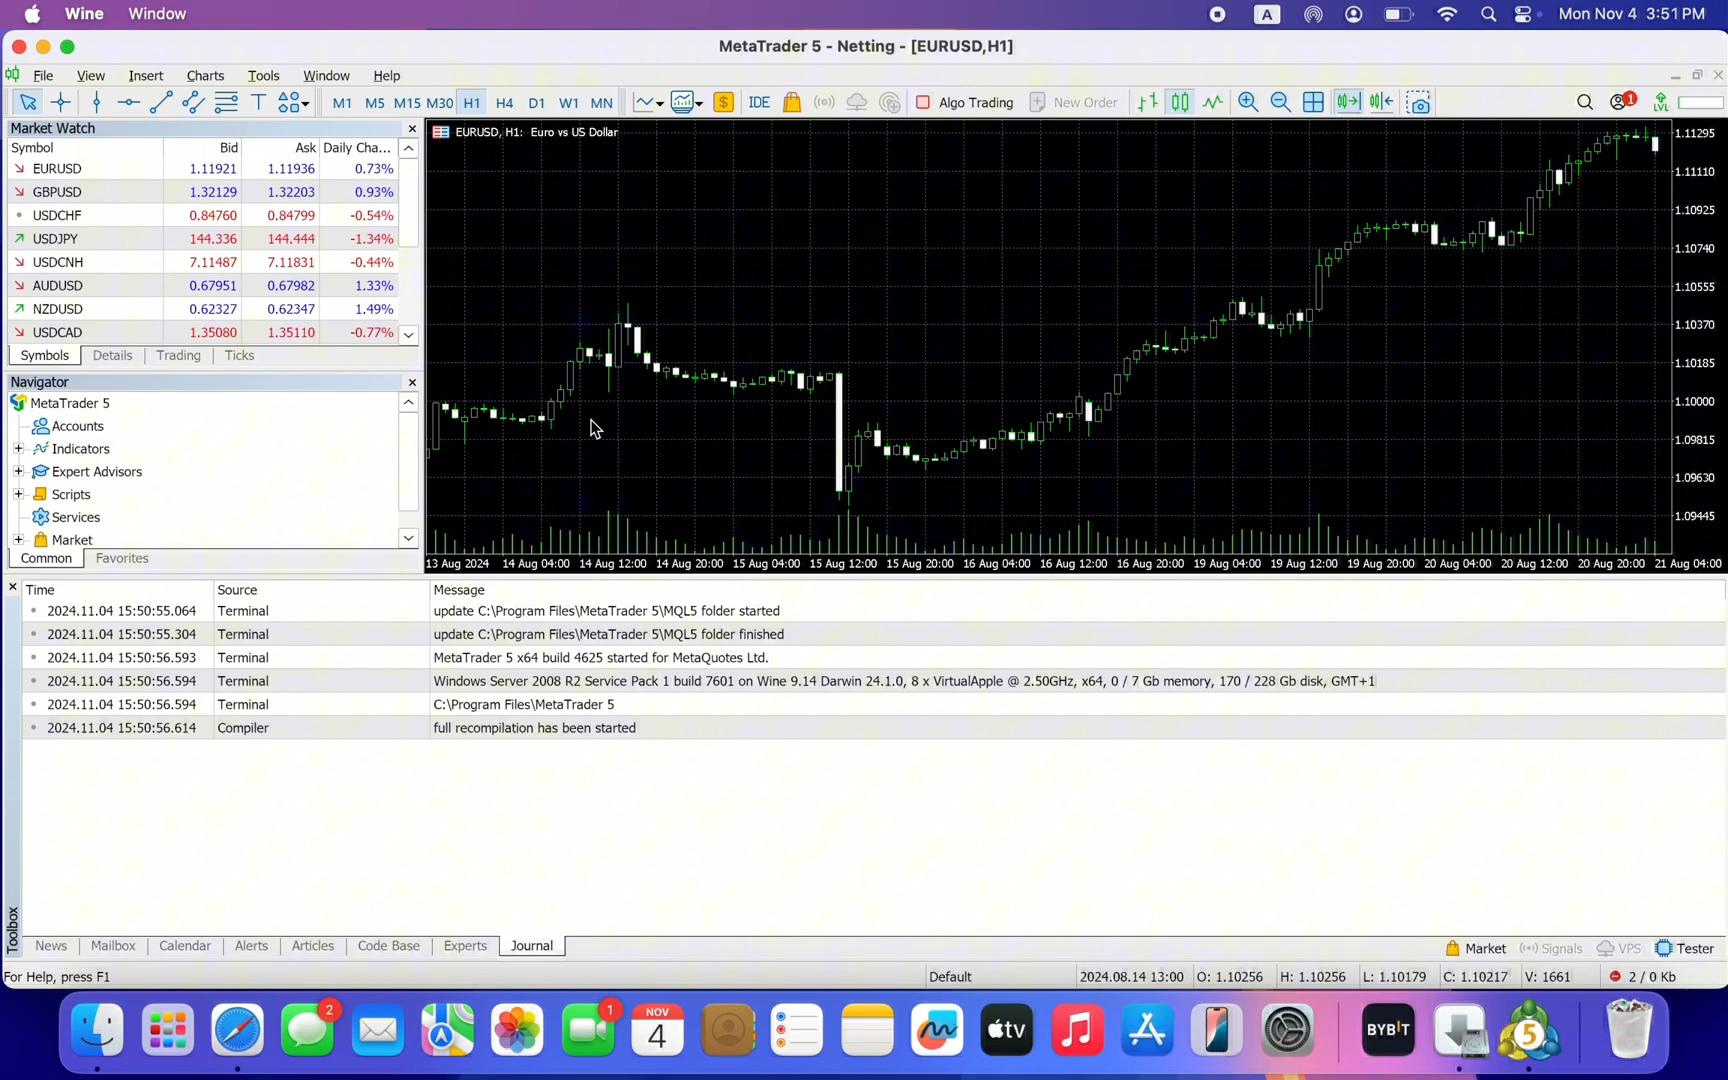 Wine Window A Mon Nov 4 3:51 PM
MetaTrader 5 - Netting - [EURUSD,H1]
File View Insert Charts Tools Window Help
T M1 M5 M15 M30 H1 H4 D1 W1 MN IDE Algo Trading New Order 1 LVL
Market Watch
Symbol Bid Ask Daily Cha...
EURUSD 1.11921 1.11936 0.73%
GBPUSD 1.32129 1.32203 0.93%
USDCHF 0.84760 0.84799 -0.54%
USDJPY 144.336 144.444 -1.34%
USDCNH 7.11487 7.11831 -0.44%
AUDUSD 0.67951 0.67982 1.33%
NZDUSD 0.62327 0.62347 1.49%
USDCAD 1.35080 1.35110 -0.77%
Symbols Details Trading Ticks
Navigator
MetaTrader 5
Accounts
Indicators
Expert Advisors
Scripts
Services
Market
Common Favorites
EURUSD, H1: Euro vs US Dollar
1.11295
1.11110
1.10925
1.10740
1.10555
1.10370
1.10185
1.10000
1.09815
1.09630
1.09445
13 Aug 2024 14 Aug 04:00 14 Aug 12:00 14 Aug 20:00 15 Aug 04:00 15 Aug 12:00 15 Aug 20:00 16 Aug 04:00 16 Aug 12:00 16 Aug 20:00 19 Aug 04:00 19 Aug 12:00 19 Aug 20:00 20 Aug 04:00 20 Aug 12:00 20 Aug 20:00 21 Aug 04:00
Time Source Message
2024.11.04 15:50:55.064 Terminal update C:\Program Files\MetaTrader 5\MQL5 folder started
2024.11.04 15:50:55.304 Terminal update C:\Program Files\MetaTrader 5\MQL5 folder finished
2024.11.04 15:50:56.593 Terminal MetaTrader 5 x64 build 4625 started for MetaQuotes Ltd.
2024.11.04 15:50:56.594 Terminal Windows Server 2008 R2 Service Pack 1 build 7601 on Wine 9.14 Darwin 24.1.0, 8 x VirtualApple @ 2.50GHz, x64, 0 / 7 Gb memory, 170 / 228 Gb disk, GMT+1
2024.11.04 15:50:56.594 Terminal C:\Program Files\MetaTrader 5
2024.11.04 15:50:56.614 Compiler full recompilation has been started
Toolbox
News Mailbox Calendar Alerts Articles Code Base Experts Journal Market Signals VPS Tester
For Help, press F1 Default 2024.08.14 13:00 O: 1.10256 H: 1.10256 L: 1.10179 C: 1.10217 V: 1661 2 / 0 Kb
2 1 NOV 4 tv BYBIT 5